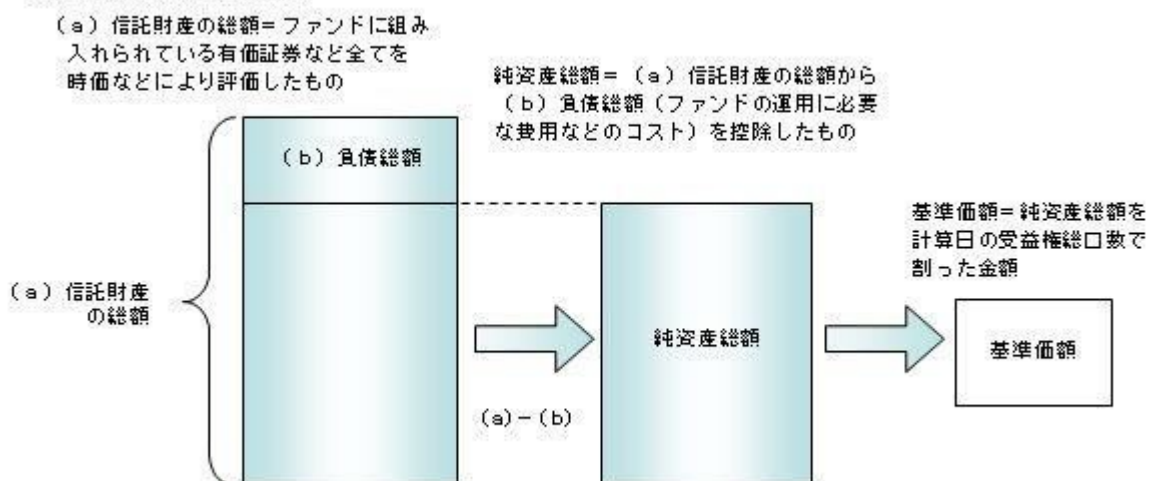 (a)信託財産の総額=ファンドに組み
入れられている有価証券など全てを
時価などにより評価したもの
純資産総額=(a)信託財産の総額から
(b)負債総額(ファンドの運用に必要
な費用などのコスト)を控除したもの
(b)負債総額
基準価額=純資産総額を
計算日の受益権総口数で
割った金額
(a)信託財産
の総額
純資産総額
基準価額
(a)-(b)